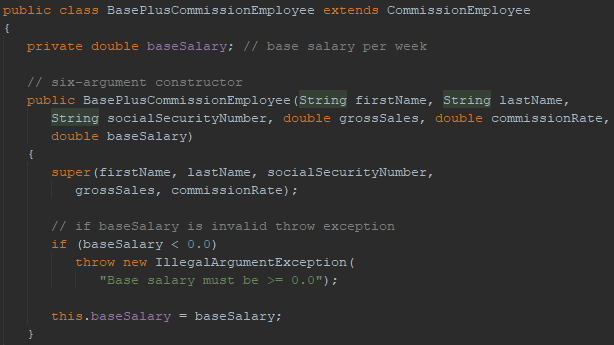 public class BasePlusCommissionEmployee extends CommissionEmployee
{
private double baseSalary; // base salary per week
// six-argument constructor
public BasePlusCommissionEmployee(String firstName, String lastName,
String socialSecurityNumber, double grossSales, double commissionRate,
double baseSalary)
{
super(firstName, lastName, socialSecurityNumber,
grossSales, commissionRate);
// if baseSalary is invalid throw exception
if (baseSalary < 0.0)
throw new IllegalArgumentException(
"Base salary must be >= 0.0");
this.baseSalary = baseSalary;
}